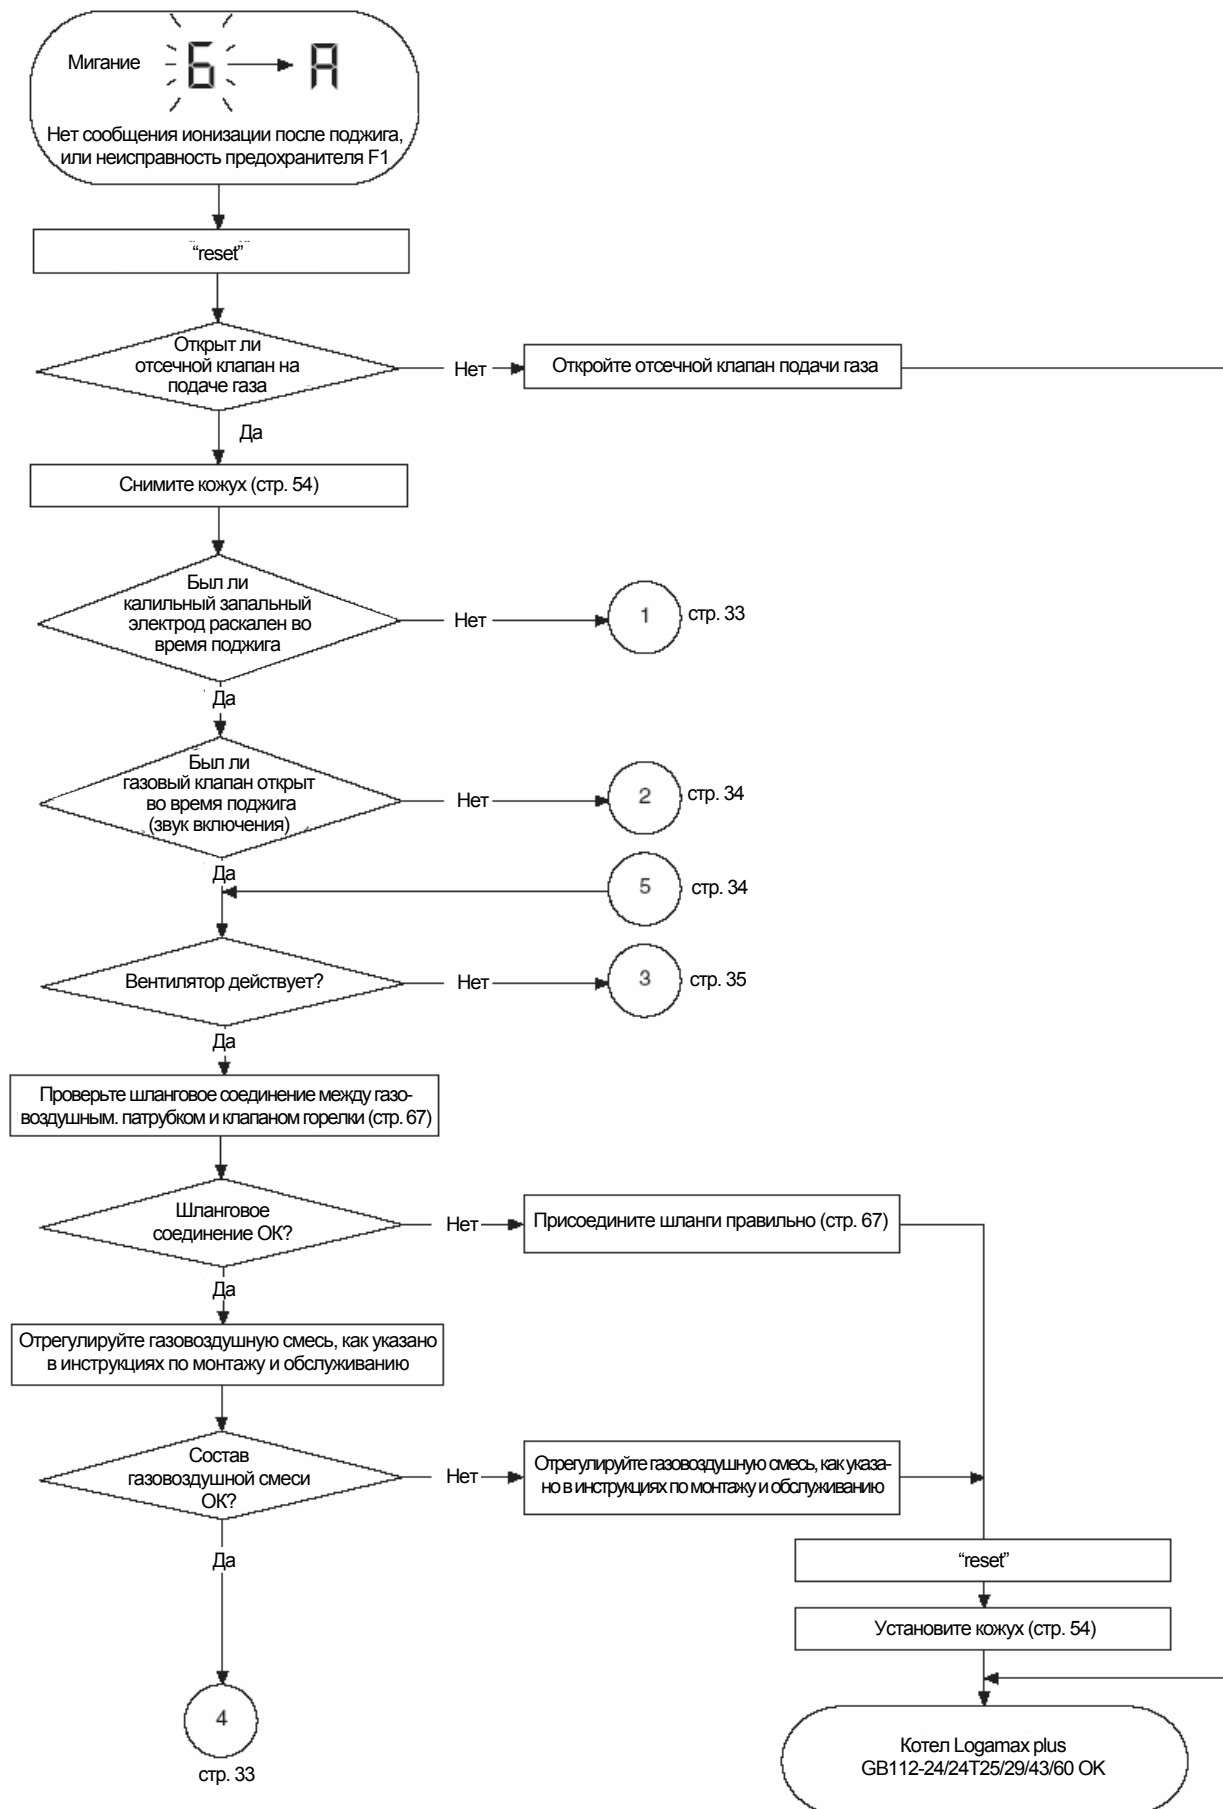 Мигание
Б А
Нет сообщения ионизации после поджига,
или неисправность предохранителя F1
“reset”
Открыт ли
отсечной клапан на
подаче газа
Нет
Откройте отсечной клапан подачи газа
Да
Снимите кожух (стр. 54)
Был ли
калильный запальный
электрод раскален во
время поджига
Нет
1
стр. 33
Да
Был ли
газовый клапан открыт
во время поджига
(звук включения)
Нет
2
стр. 34
Да
5
стр. 34
Вентилятор действует?
Нет
3
стр. 35
Да
Проверьте шланговое соединение между газо-
воздушным. патрубком и клапаном горелки (стр. 67)
Шланговое
соединение ОК?
Нет
Присоедините шланги правильно (стр. 67)
Да
Отрегулируйте газовоздушную смесь, как указано
в инструкциях по монтажу и обслуживанию
Состав
газовоздушной смеси
ОК?
Нет
Отрегулируйте газовоздушную смесь, как указа-
но в инструкциях по монтажу и обслуживанию
Да
“reset”
Установите кожух (стр. 54)
4
стр. 33
Котел Logamax plus
GB112-24/24T25/29/43/60 OK